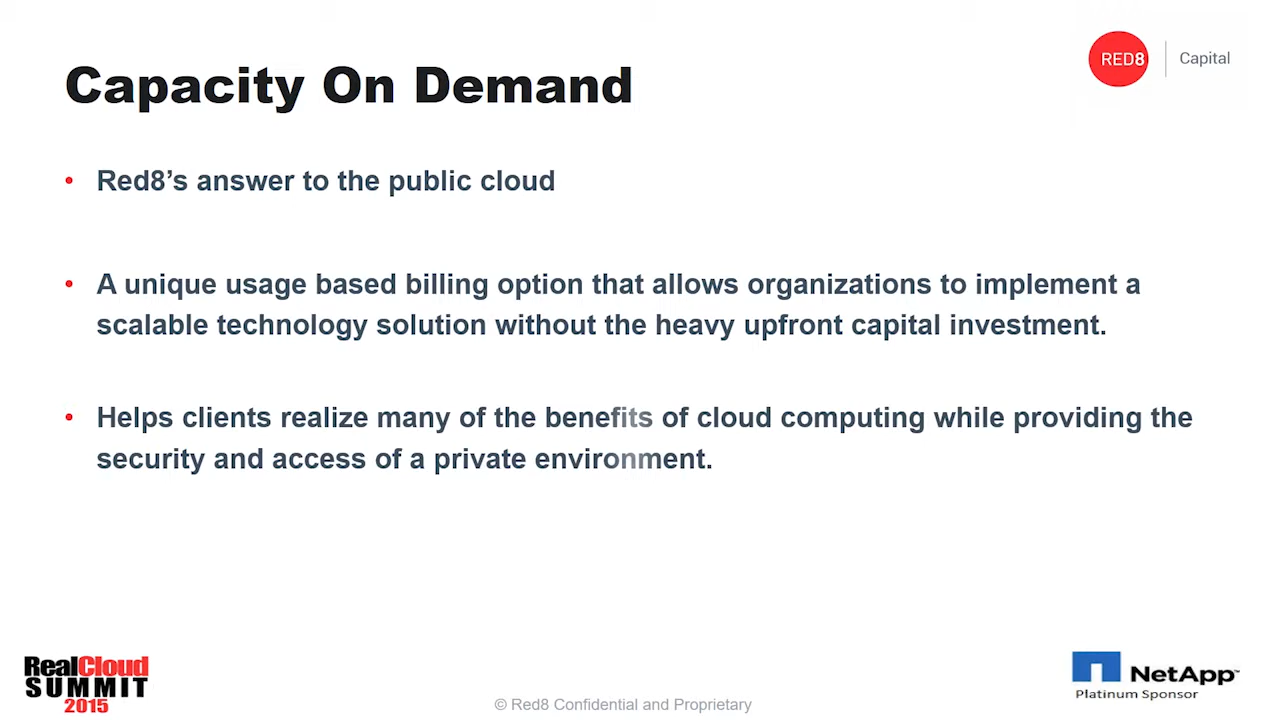 Capacity On Demand
RED8 | Capital
• Red8’s answer to the public cloud
• A unique usage based billing option that allows organizations to implement a
scalable technology solution without the heavy upfront capital investment.
• Helps clients realize many of the benefits of cloud computing while providing the
security and access of a private environment.
RealCloud
SUMMIT
2015
© Red8 Confidential and Proprietary
NetApp™
Platinum Sponsor